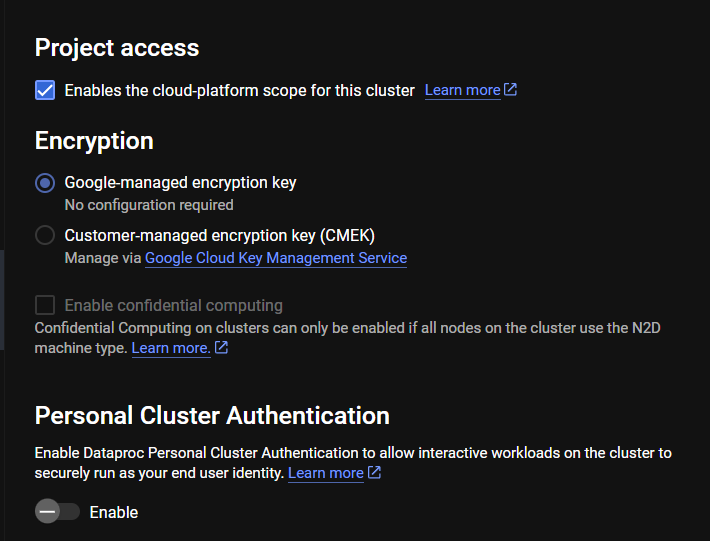 Project access
Enables the cloud-platform scope for this cluster Learn more
Encryption
Google-managed encryption key
No configuration required
Customer-managed encryption key (CMEK)
Manage via Google Cloud Key Management Service
Enable confidential computing
Confidential Computing on clusters can only be enabled if all nodes on the cluster use the N2D
machine type. Learn more.
Personal Cluster Authentication
Enable Dataproc Personal Cluster Authentication to allow interactive workloads on the cluster to
securely run as your end user identity. Learn more
Enable